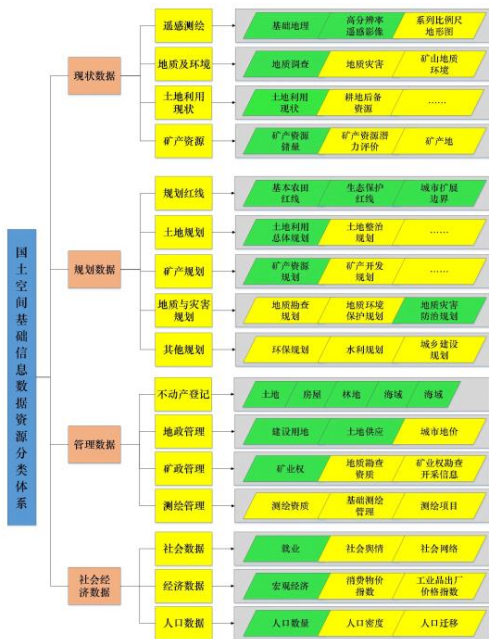 国土空间基础信息数据资源分类体系
现状数据
遥感测绘
基础地理
高分辨率
遥感影像
系列比例尺
地形图
地质及环境
地质调查
地质灾害
矿山地质
环境
土地利用
现状
土地利用
现状
耕地后备
资源
……
矿产资源
矿产资源
储量
矿产资源潜
力评价
矿产地
规划数据
规划红线
基本农田
红线
生态保护
红线
城市扩展
边界
土地规划
土地利用
总体规划
土地整治
规划
……
矿产规划
矿产资源
规划
矿产开发
规划
……
地质与灾害
规划
地质勘查
规划
地质环境
保护规划
地质灾害
防治规划
其他规划
环保规划
水利规划
城乡建设
规划
管理数据
不动产登记
土地
房屋
林地
海域
海域
地政管理
建设用地
土地供应
城市地价
矿政管理
矿业权
地质勘查
资质
矿业权勘查
开采信息
测绘管理
测绘资质
基础测绘
管理
测绘项目
社会经
济数据
社会数据
就业
社会舆情
社会网络
经济数据
宏观经济
消费物价
指数
工业品出厂
价格指数
人口数据
人口数量
人口密度
人口迁移